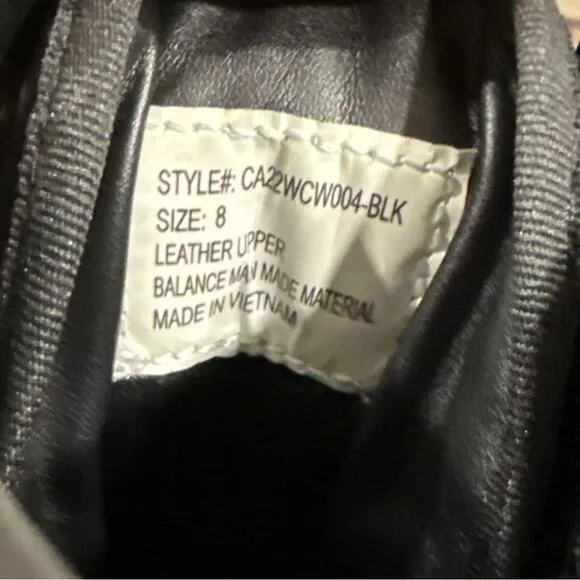 STYLE#: CA22WCW004-BLK
SIZE: 8
LEATHER UPPER
BALANCE MAN MADE MATERIAL
MADE IN VIETNAM